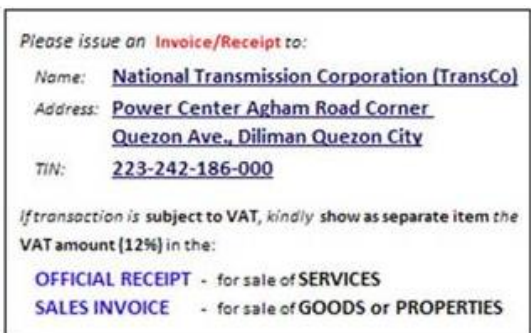 Please issue an Invoice/Receipt to:
Name: National Transmission Corporation (TransCo)
Address: Power Center Agham Road Corner
Quezon Ave., Diliman Quezon City
TIN: 223-242-186-000
If transaction is subject to VAT, kindly show as separate item the
VAT amount (12%) in the:
OFFICIAL RECEIPT - for sale of SERVICES
SALES INVOICE - for sale of GOODS or PROPERTIES